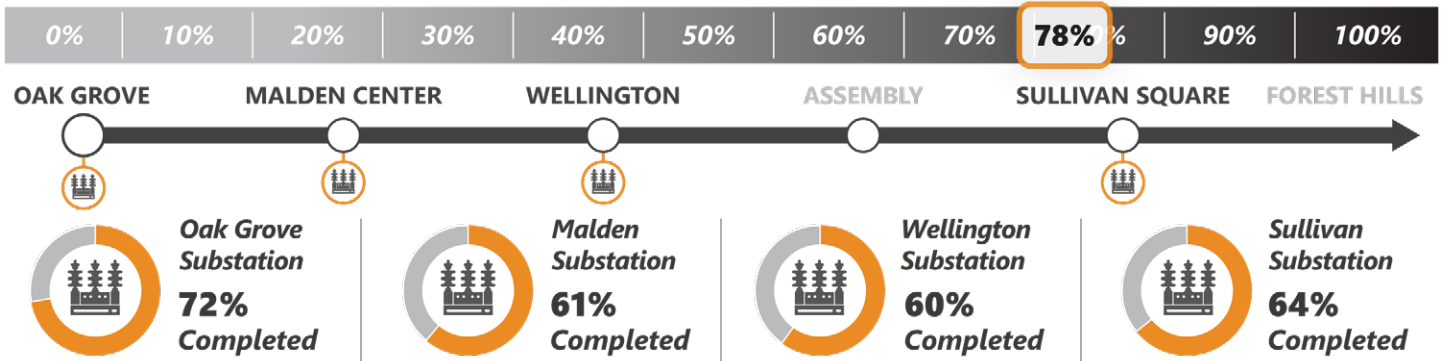 0% 10% 20% 30% 40% 50% 60% 70% 78% 90% 100%
OAK GROVE MALDEN CENTER WELLINGTON ASSEMBLY SULLIVAN SQUARE FOREST HILLS
Oak Grove
Substation
72%
Completed
Malden
Substation
61%
Completed
Wellington
Substation
60%
Completed
Sullivan
Substation
64%
Completed